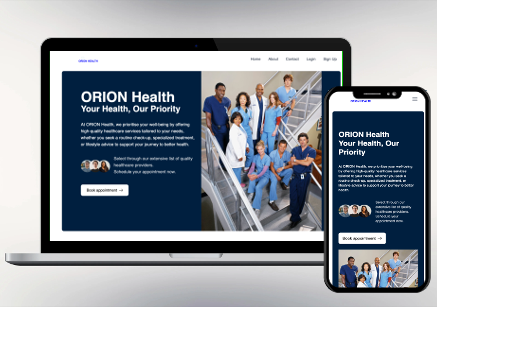 ORION HEALTH
Home About Contact Login Sign Up
ORION Health
Your Health, Our Priority
At ORION Health, we prioritise your well-being by offering
high quality healthcare services tailored to your needs,
whether you seek a routine check-up, specialized treatment,
or lifestyle advice to support your journey to better health.
Select through our extensive list of quality
healthcare providers.
Schedule your appointment now.
Book appointment →
ORION Health
Your Health, Our
Priority
At ORION Health, we prioritise your well-being
by offering high quality healthcare services
tailored to your needs, whether you seek a
routine check-up, specialized treatment, or
lifestyle advice to support your journey to better
health.
Select through our
extensive list of quality
healthcare providers.
Schedule your
appointment now.
Book appointment →